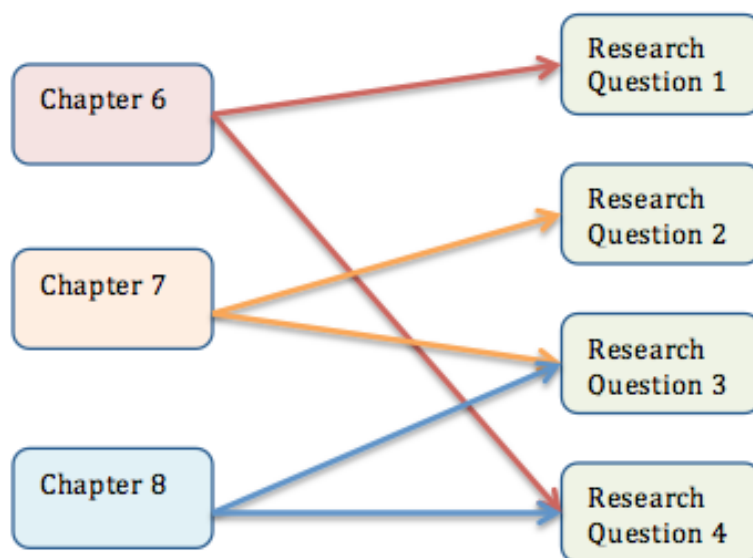 Chapter 6
Chapter 7
Chapter 8
Research
Question 1
Research
Question 2
Research
Question 3
Research
Question 4